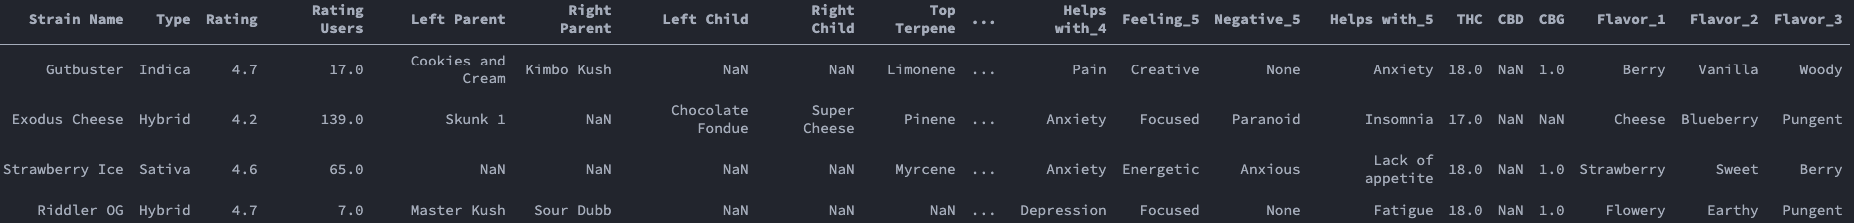 Strain Name Type Rating Rating Users Left Parent Right Parent Left Child Right Child Top Terpene ... Helps with_4 Feeling_5 Negative_5 Helps with_5 THC CBD CBG Flavor_1 Flavor_2 Flavor_3
Gutbuster Indica 4.7 17.0 Cookies and Cream Kimbo Kush NaN NaN Limonene ... Pain Creative None Anxiety 18.0 NaN 1.0 Berry Vanilla Woody
Exodus Cheese Hybrid 4.2 139.0 Skunk 1 NaN Chocolate Fondue Super Cheese Pinene ... Anxiety Focused Paranoid Insomnia 17.0 NaN NaN Cheese Blueberry Pungent
Strawberry Ice Sativa 4.6 65.0 NaN NaN NaN NaN Myrcene ... Anxiety Energetic Anxious Lack of appetite 18.0 NaN 1.0 Strawberry Sweet Berry
Riddler OG Hybrid 4.7 7.0 Master Kush Sour Dubb NaN NaN NaN ... Depression Focused None Fatigue 18.0 NaN 1.0 Flowery Earthy Pungent